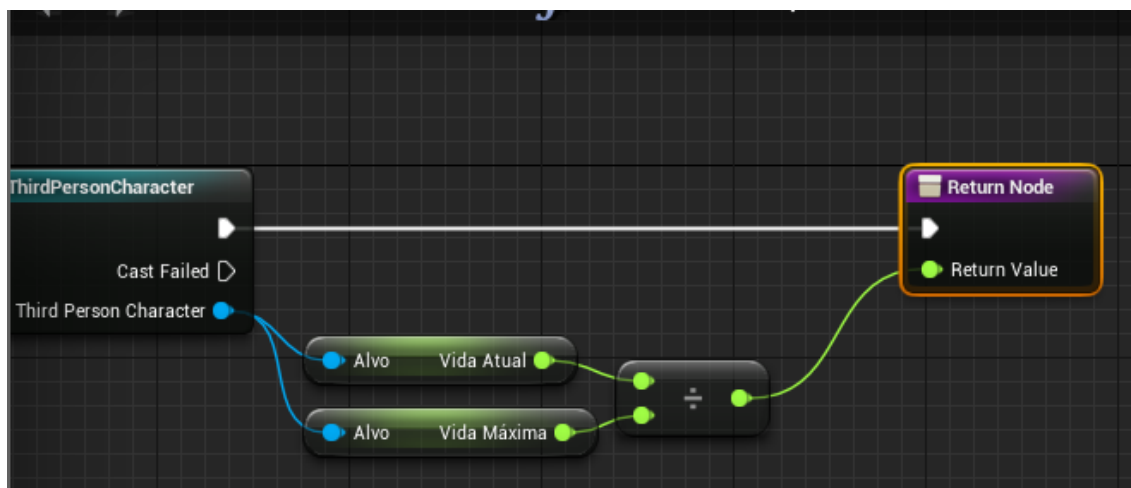 ThirdPersonCharacter
Return Node
Cast Failed
Return Value
Third Person Character
Alvo Vida Atual
÷
Alvo Vida Máxima